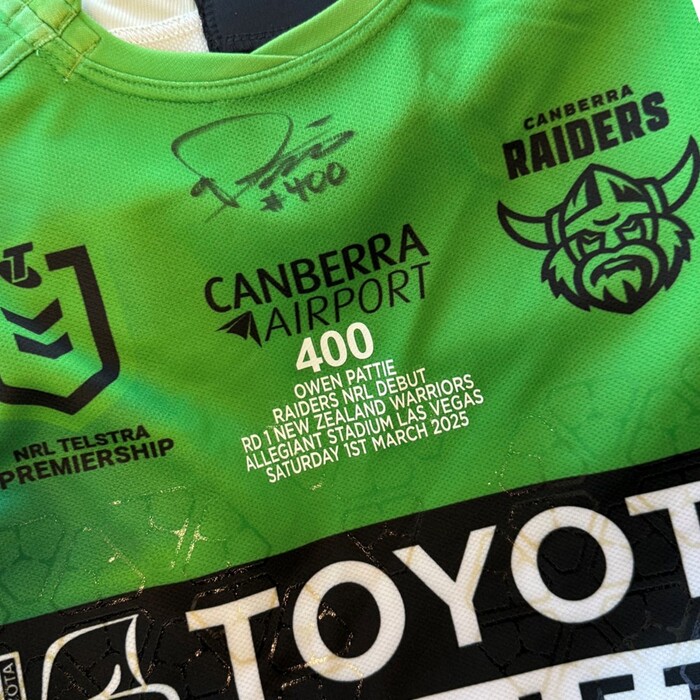 #400
CANBERRA
RAIDERS
T
CANBERRA
AIRPORT
NRL TELSTRA
PREMIERSHIP
400
OWEN PATTIE
RAIDERS NRL DEBUT
RD 1 NEW ZEALAND WARRIORS
ALLEGIANT STADIUM LAS VEGAS
SATURDAY 1ST MARCH 2025
TOYOT